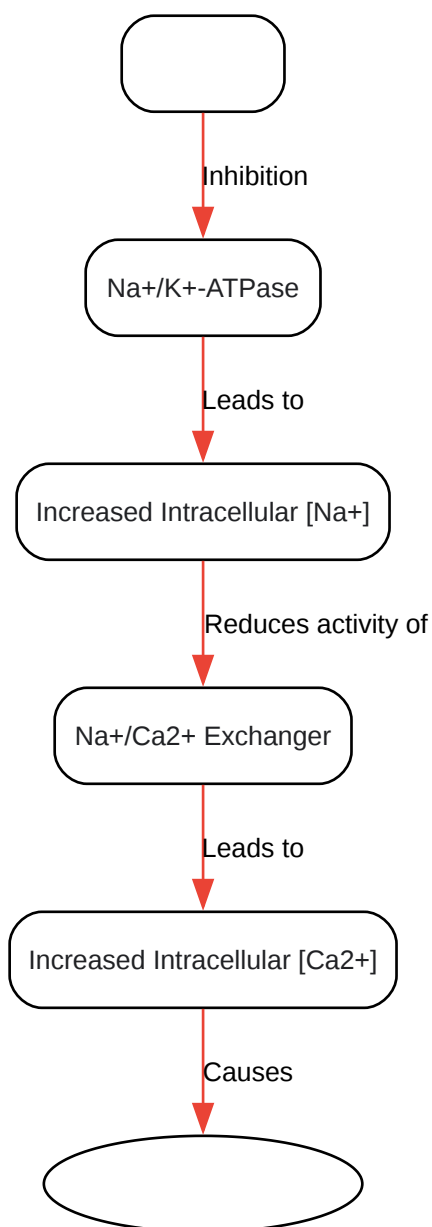 Inhibition
Na+/K+-ATPase
Leads to
Increased Intracellular [Na+]
Reduces activity of
Na+/Ca2+ Exchanger
Leads to
Increased Intracellular [Ca2+]
Causes